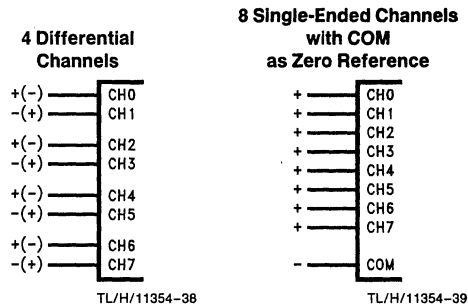 4 Differential
Channels
+(−) CH0
−(+) CH1
+(−) CH2
−(+) CH3
+(−) CH4
−(+) CH5
+(−) CH6
−(+) CH7
TL/H/11354-38
8 Single-Ended Channels
with COM
as Zero Reference
+ CH0
+ CH1
+ CH2
+ CH3
+ CH4
+ CH5
+ CH6
+ CH7
− COM
TL/H/11354-39